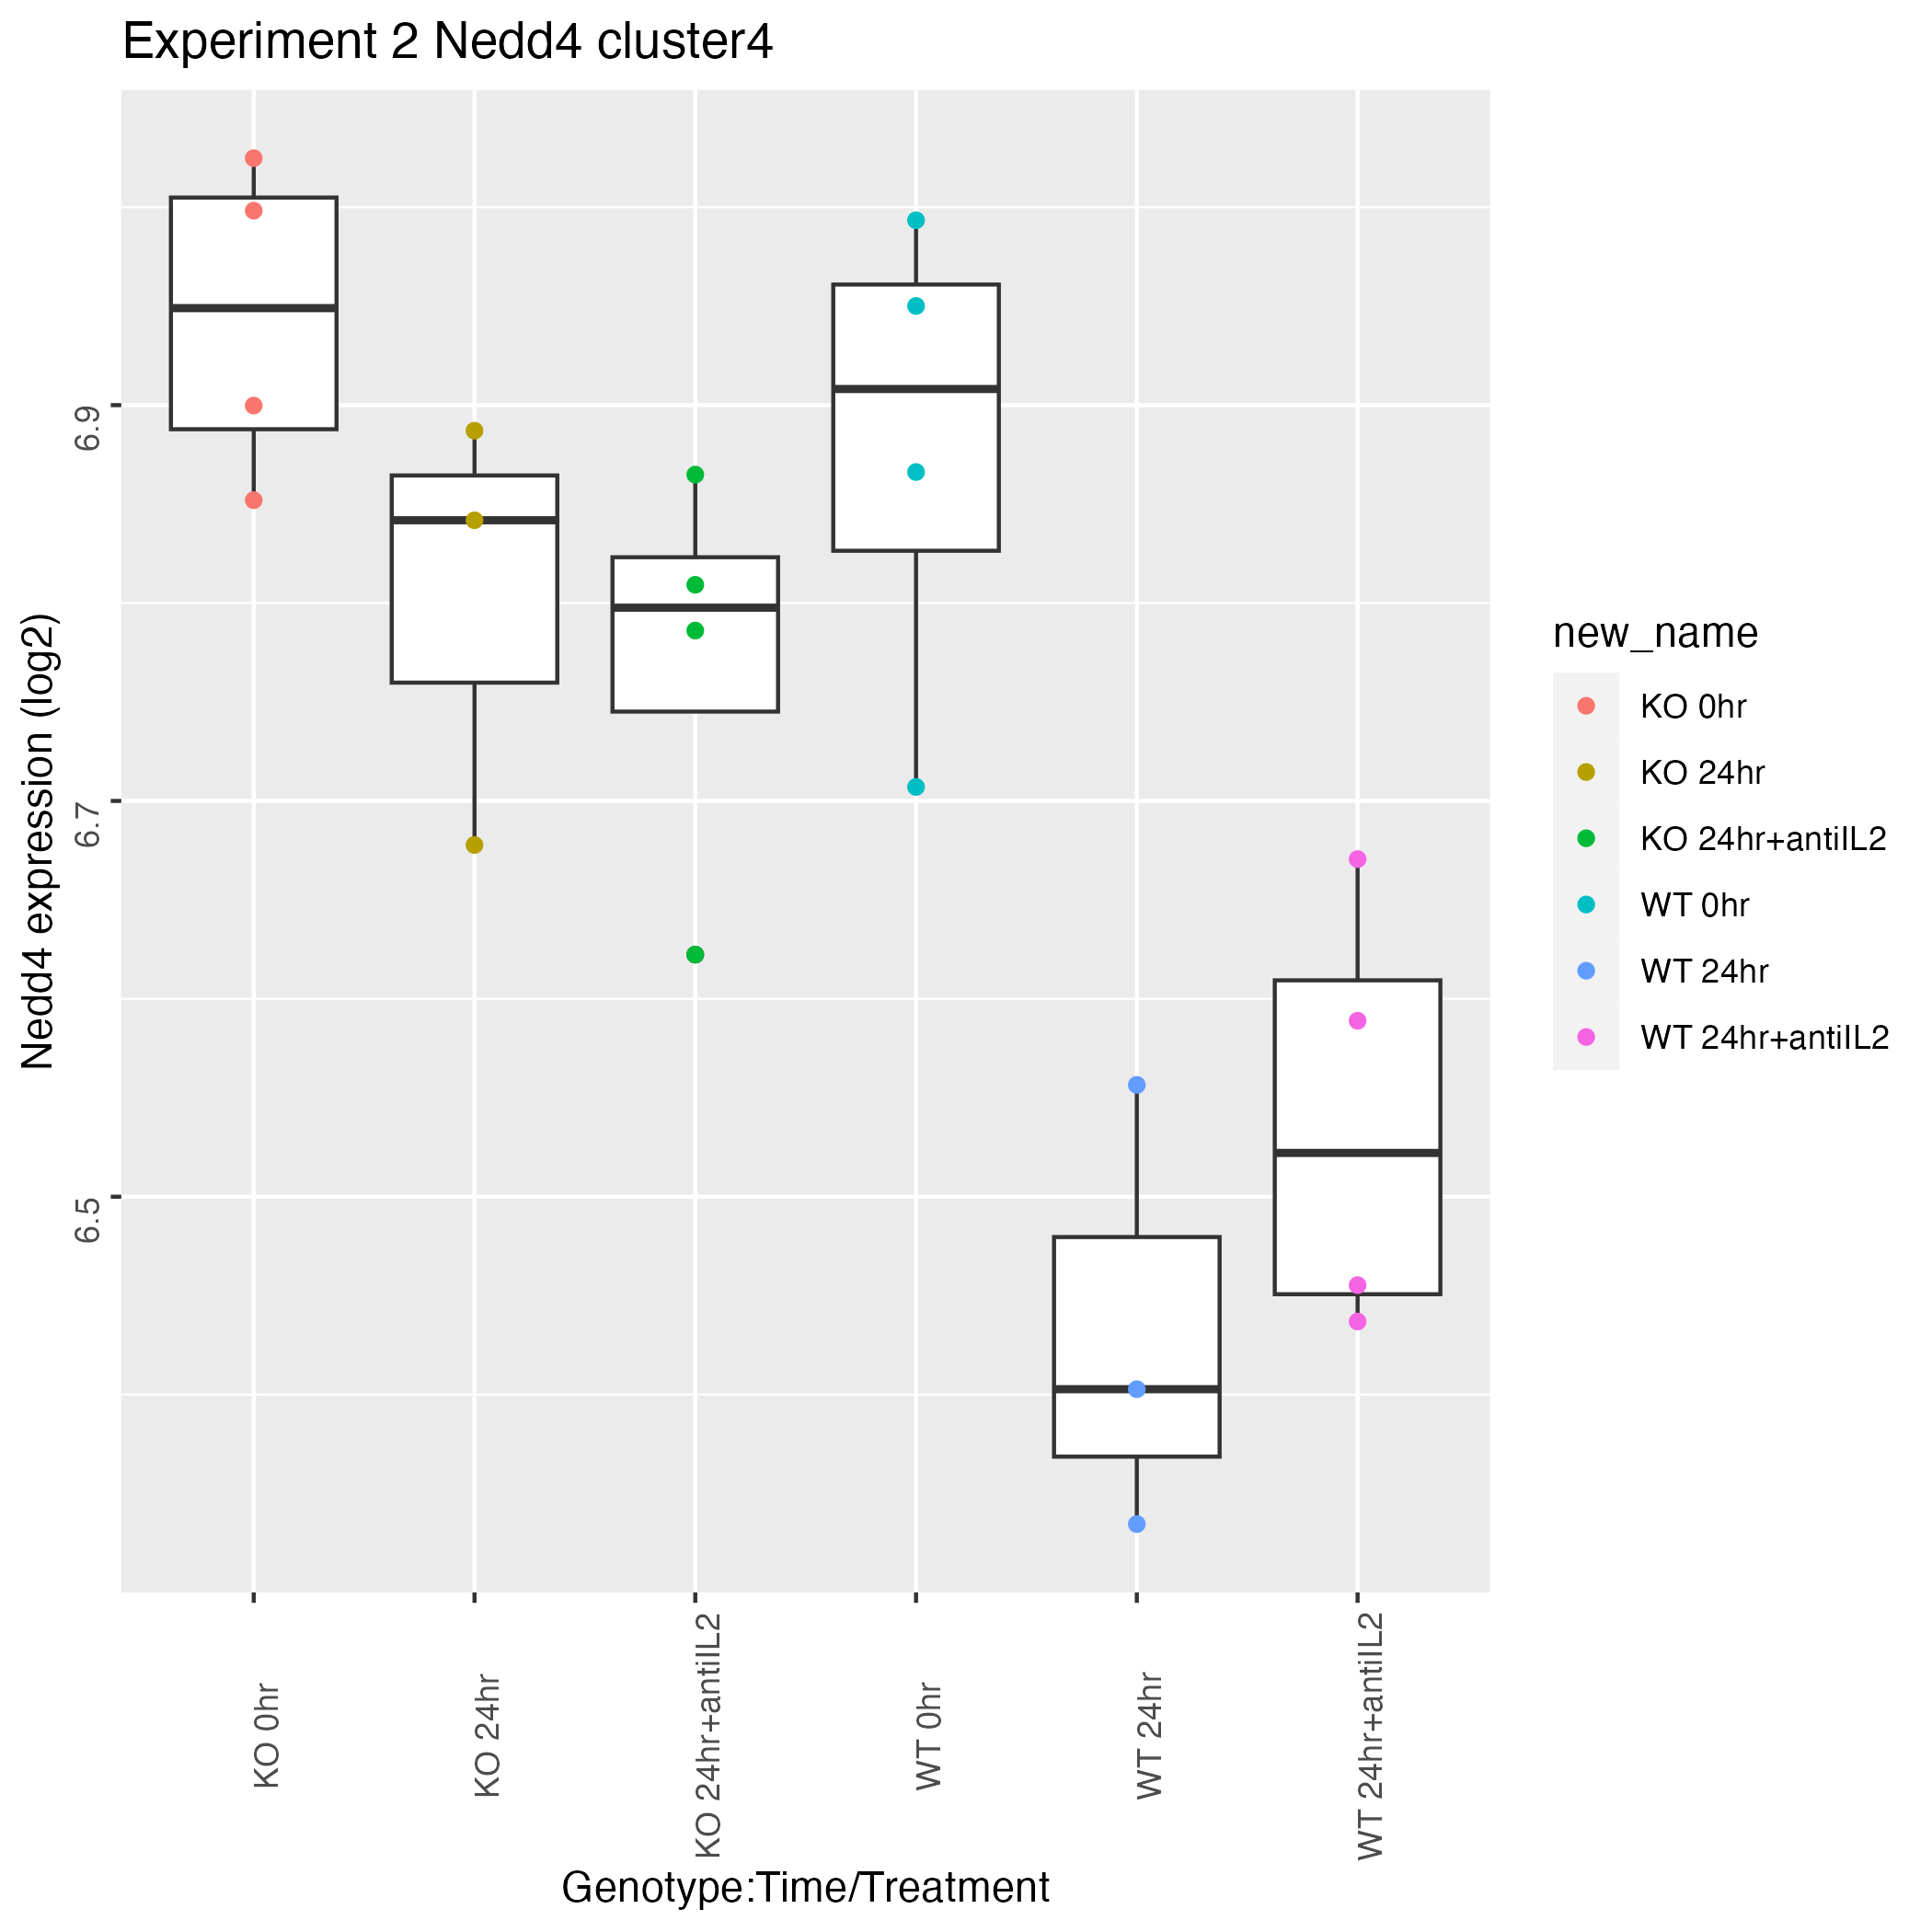 Experiment 2 Nedd4 cluster4
Nedd4 expression (log2)
6.9
6.7
6.5
KO 0hr
KO 24hr
KO 24hr+antiIL2
WT 0hr
WT 24hr
WT 24hr+antiIL2
Genotype:Time/Treatment
new_name
KO 0hr
KO 24hr
KO 24hr+antiIL2
WT 0hr
WT 24hr
WT 24hr+antiIL2